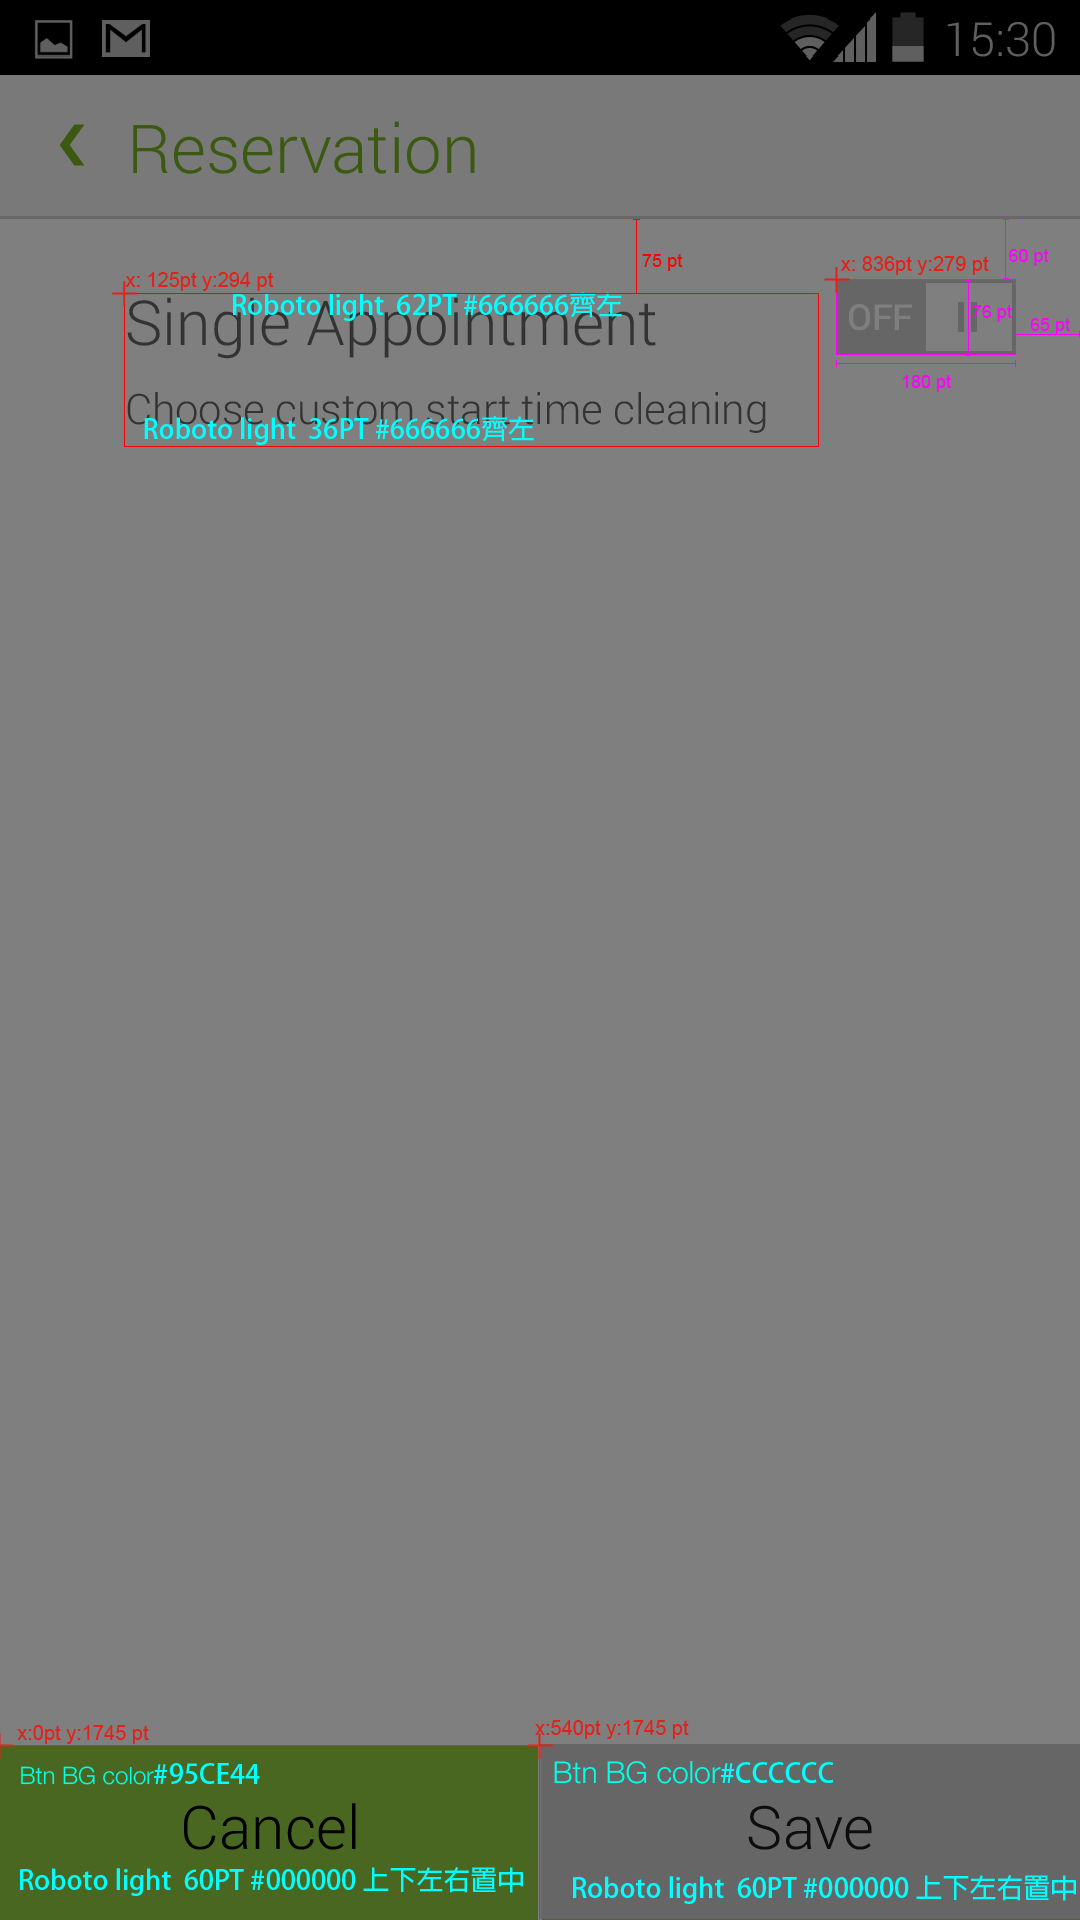 15:30
Reservation
75 pt
60 pt
x: 125pt y:294 pt
x: 836pt y:279 pt
Roboto light 62PT #666666齊左
Single Appointment
OFF
76 pt
65 pt
180 pt
Choose custom start time cleaning
Roboto light 36PT #666666齊左
x:0pt y:1745 pt
x:540pt y:1745 pt
Btn BG color#95CE44
Btn BG color#CCCCCC
Cancel
Save
Roboto light 60PT #000000 上下左右置中
Roboto light 60PT #000000 上下左右置中